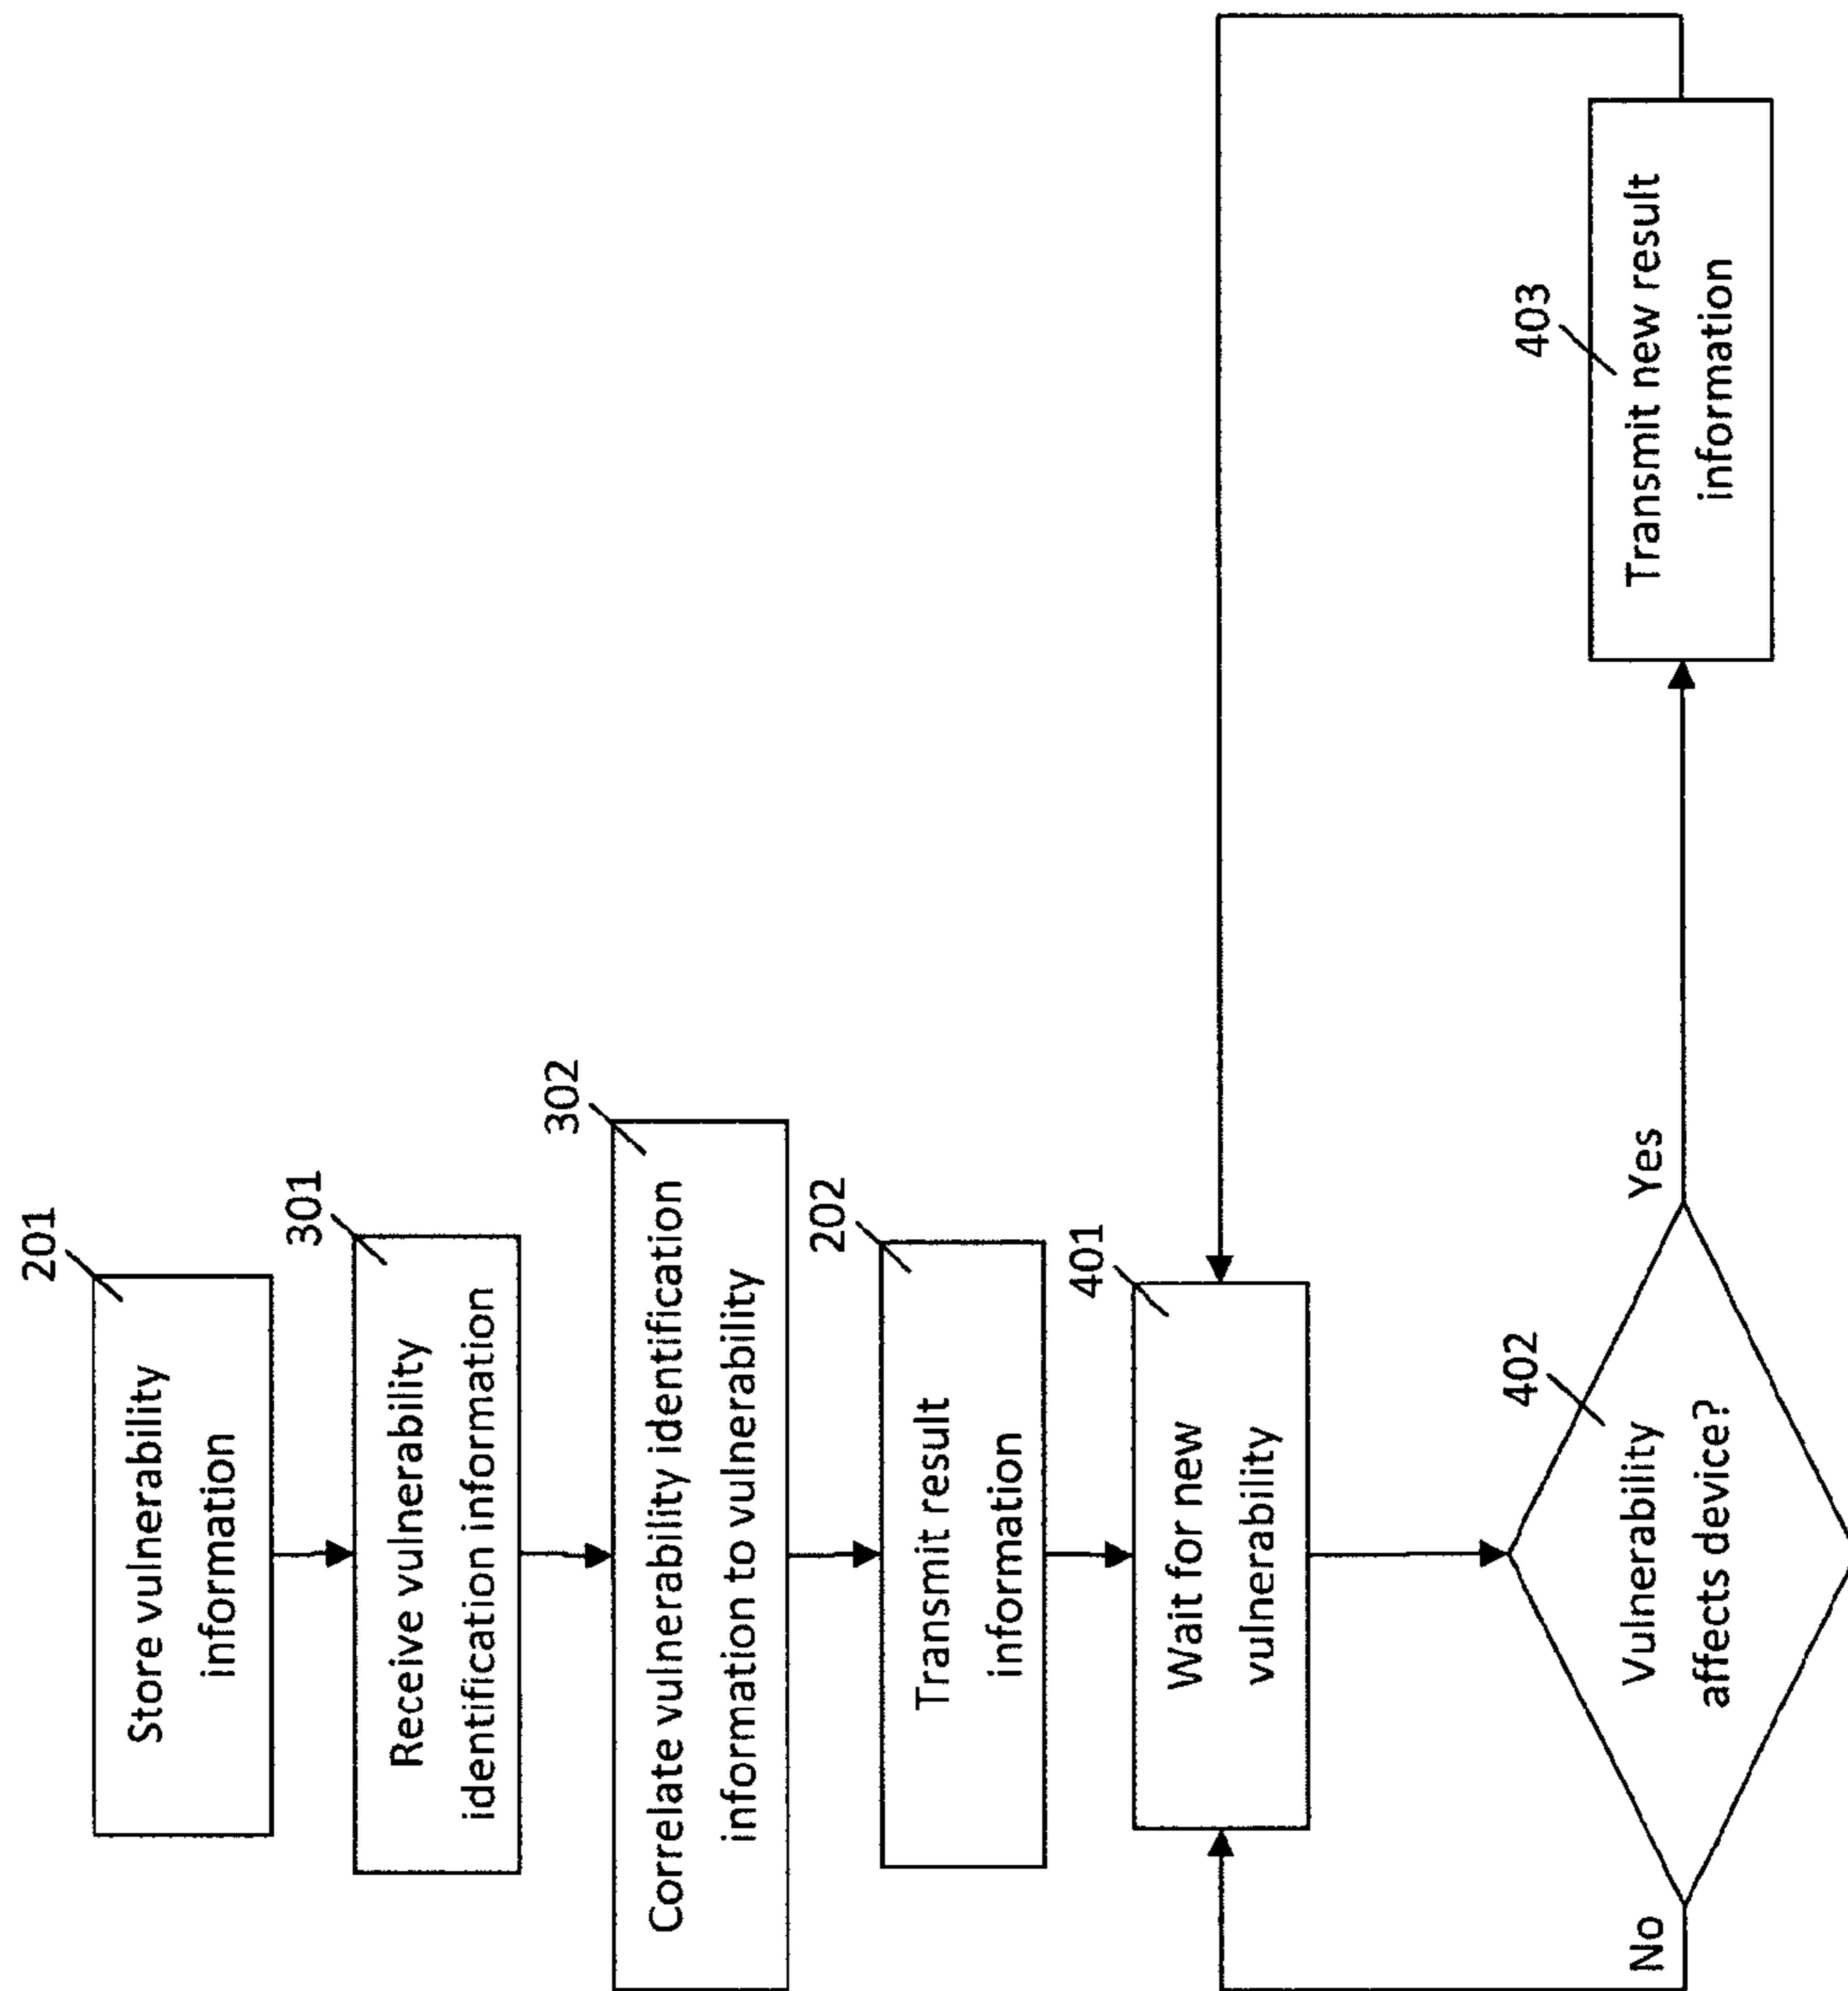 201
Store vulnerability
information
301
Receive vulnerability
identification information
302
Correlate vulnerability identification
information to vulnerability
202
Transmit result
information
401
Wait for new
vulnerability
402
Vulnerability
affects device?
No
Yes
403
Transmit new result
information